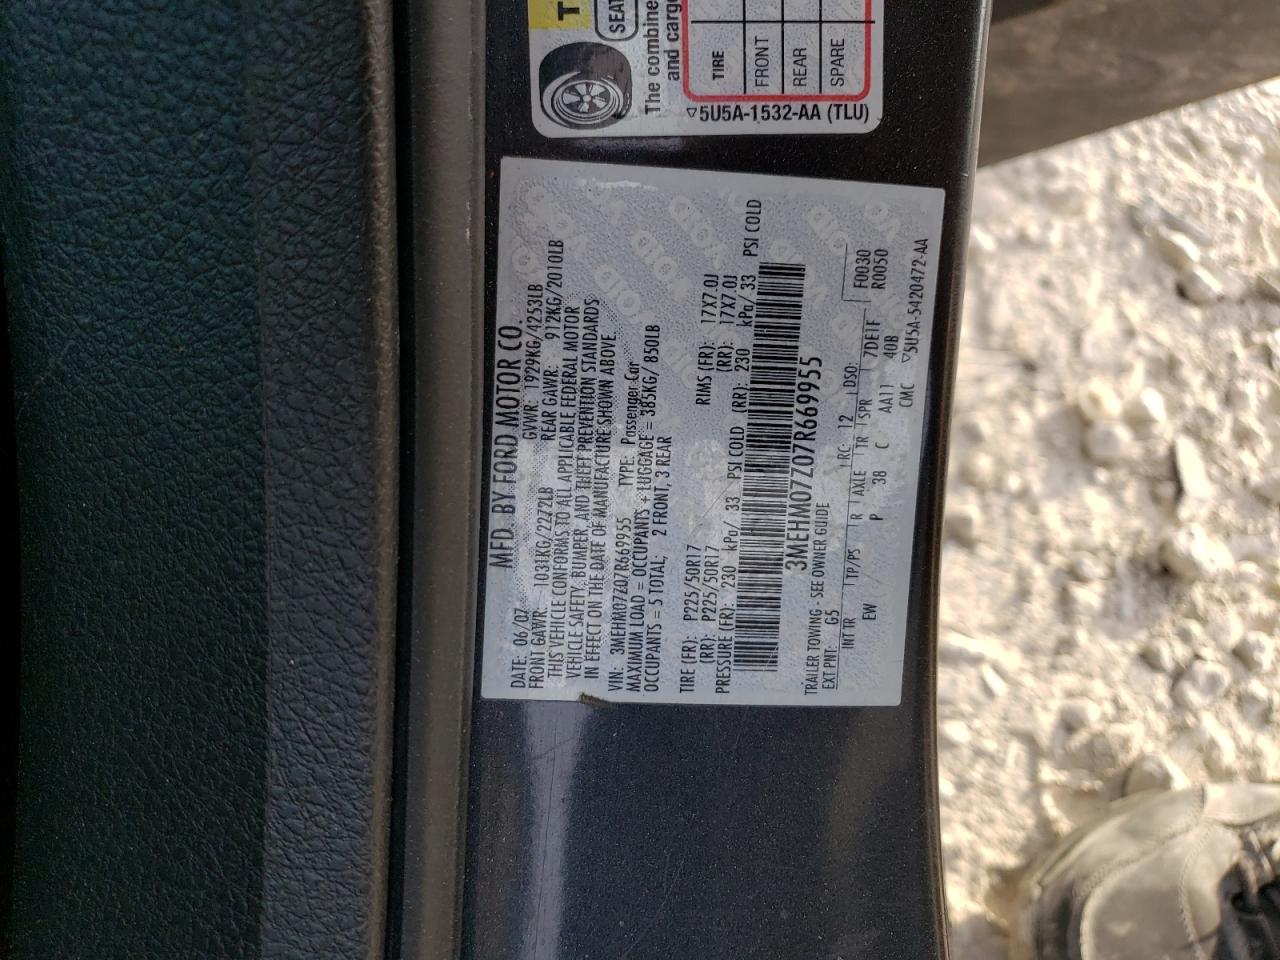 T
SEAT
The combine
and cargo
TIRE
FRONT
REAR
SPARE
▽5U5A-1532-AA (TLU)
MFD. BY FORD MOTOR CO.
DATE: 06/07 GVWR: 1929KG/4253LB
FRONT GAWR: 1031KG/2272LB REAR GAWR: 912KG/2010LB
THIS VEHICLE CONFORMS TO ALL APPLICABLE FEDERAL MOTOR
VEHICLE SAFETY, BUMPER, AND THEFT PREVENTION STANDARDS
IN EFFECT ON THE DATE OF MANUFACTURE SHOWN ABOVE.
VIN: 3MEHM07Z07R669955 TYPE: Passenger Car
MAXIMUM LOAD = OCCUPANTS + LUGGAGE = 385KG/ 850LB
OCCUPANTS = 5 TOTAL; 2 FRONT, 3 REAR
TIRE (FR): P225/50R17 RIMS (FR): 17X7.0J
(RR): P225/50R17 (RR): 17X7.0J
PRESSURE (FR): 230 kPa/ 33 PSI COLD (RR): 230 kPa/ 33 PSI COLD
3MEHM07Z07R669955
TRAILER TOWING - SEE OWNER GUIDE
EXT PNT: G5 RC: 12 DSO: F0030
R0050
INT TR TP/PS R AXLE TR SPR 7DE1F
EW P 38 C AA11 40B
CMC ▽5U5A-5420472-AA
VOID VOID VOID